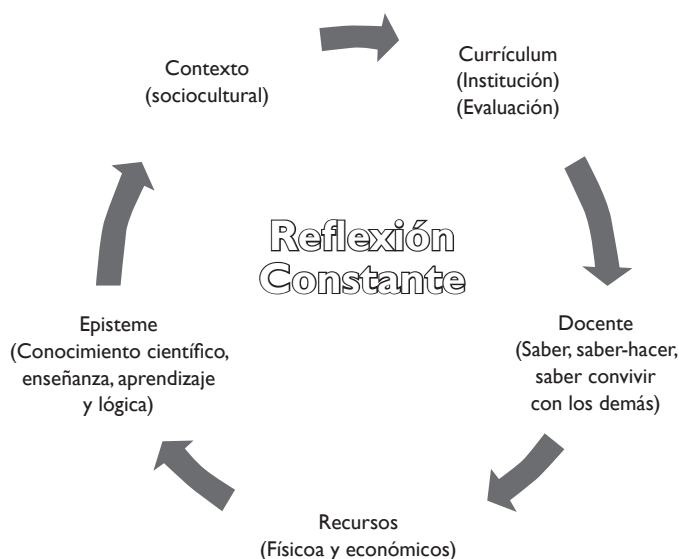 Contexto
(sociocultural)
Currículum
(Institución)
(Evaluación)
Reflexión
Constante
Episteme
(Conocimiento científico,
enseñanza, aprendizaje
y lógica)
Docente
(Saber, saber-hacer,
saber convivir
con los demás)
Recursos
(Físicoa y económicos)